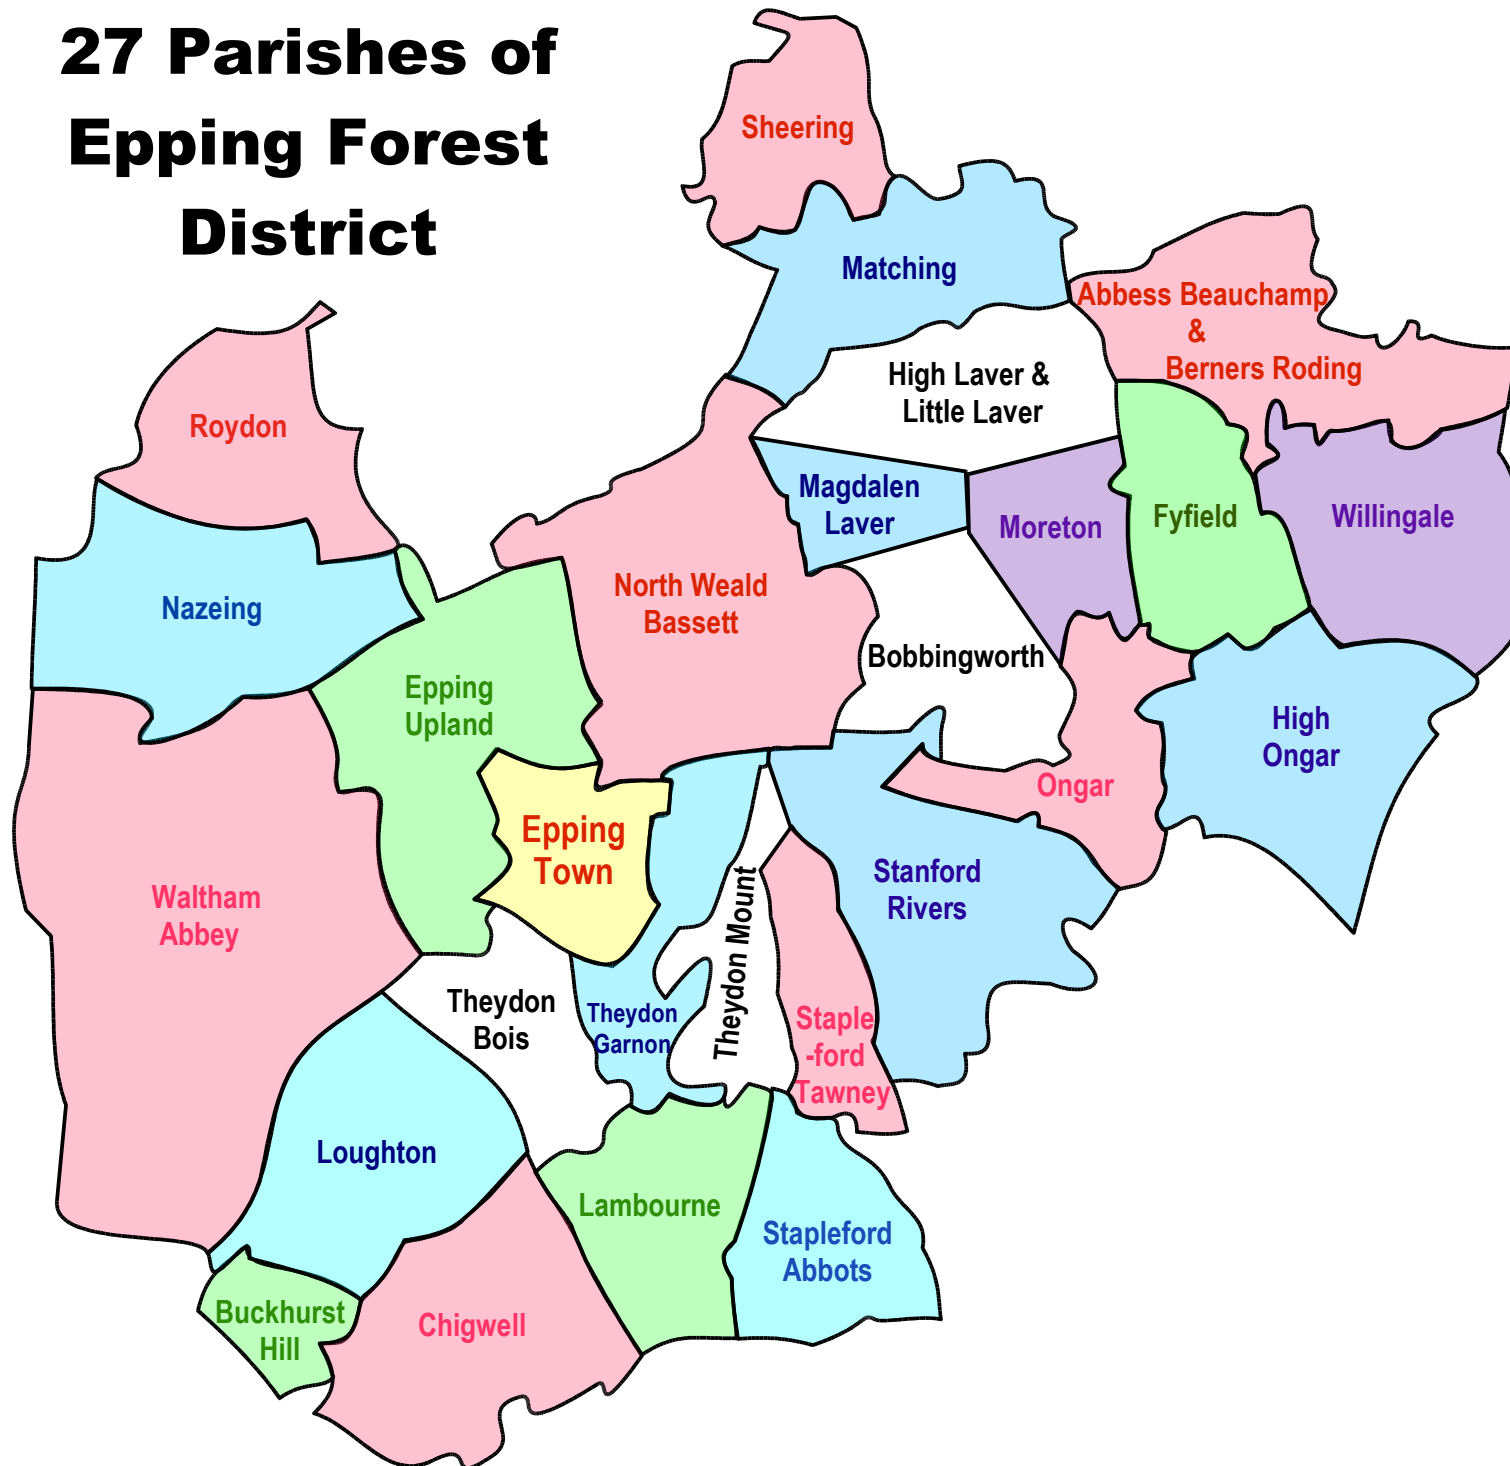 27 Parishes of
Epping Forest
District
Sheering
Matching
Abbess Beauchamp
&
Berners Roding
High Laver &
Little Laver
Roydon
Magdalen
Laver
Moreton
Fyfield
Willingale
Nazeing
North Weald
Bassett
Bobbingworth
Epping
Upland
High
Ongar
Ongar
Epping
Town
Stanford
Rivers
Waltham
Abbey
Theydon Mount
Theydon
Bois
Theydon
Garnon
Staple
-ford
Tawney
Loughton
Lambourne
Stapleford
Abbots
Buckhurst
Hill
Chigwell